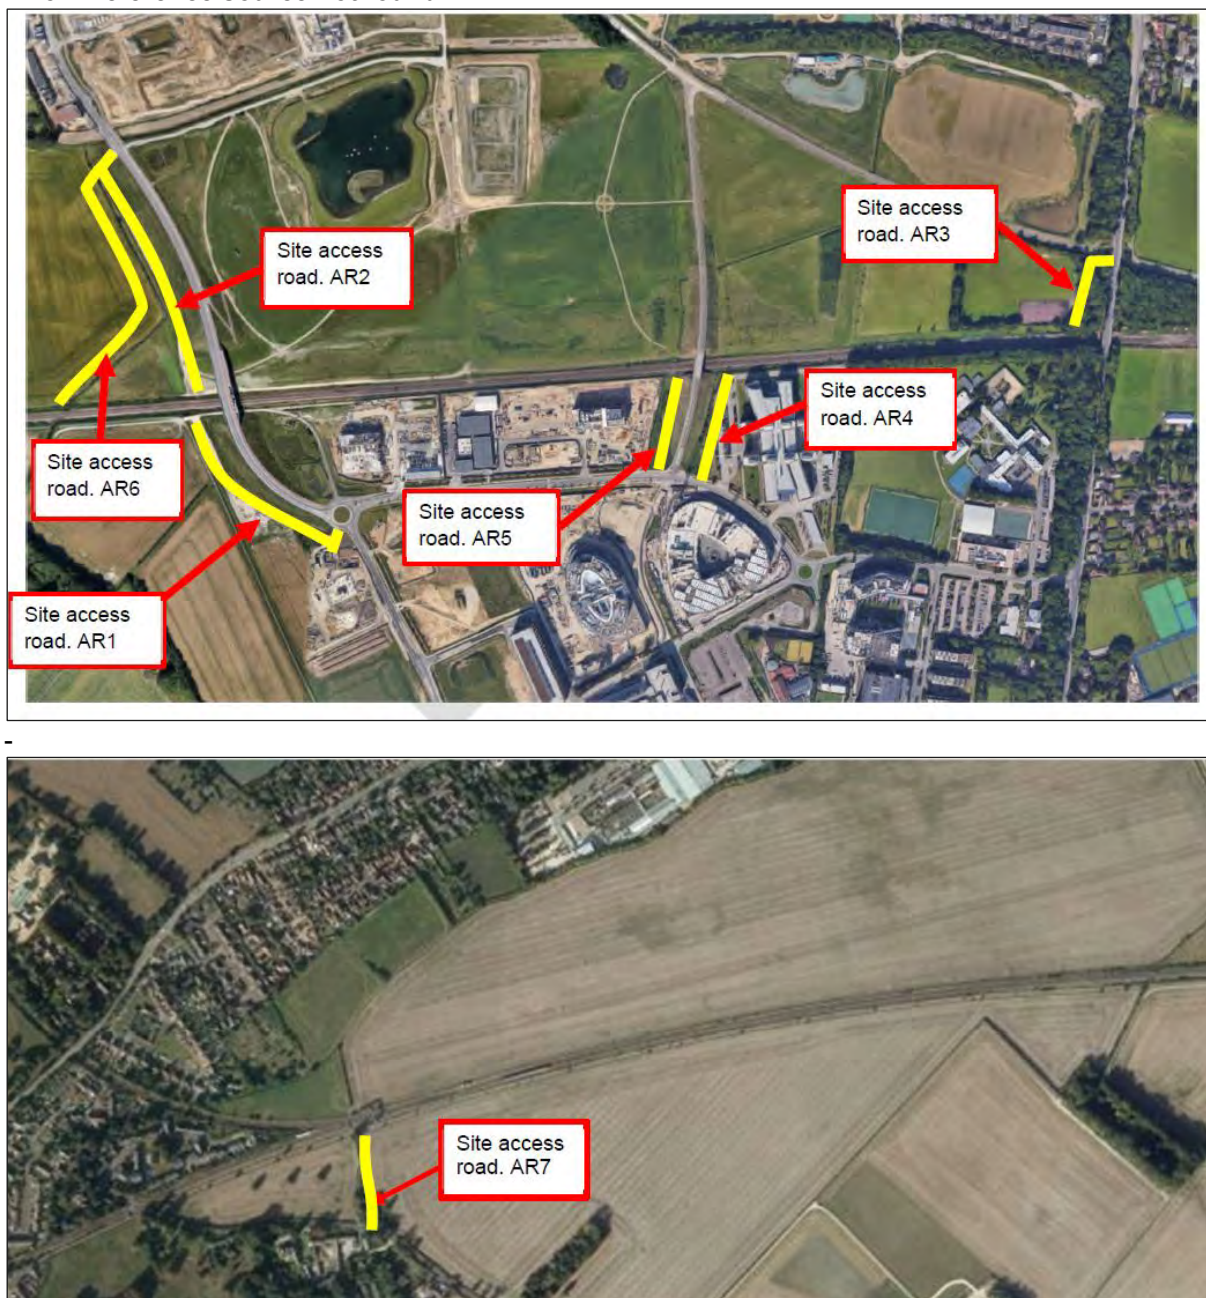 Site access
road. AR2
Site access
road. AR3
Site access
road. AR4
Site access
road. AR6
Site access
road. AR5
Site access
road. AR1
-
Site access
road. AR7